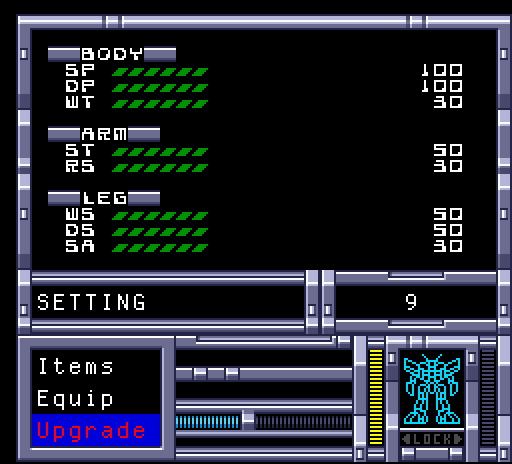 BODY
SP 100
DP 100
WT 30
ARM
ST 50
RS 30
LEG
WS 50
DS 50
SA 30
SETTING 9
Items
Equip
Upgrade
LOCK